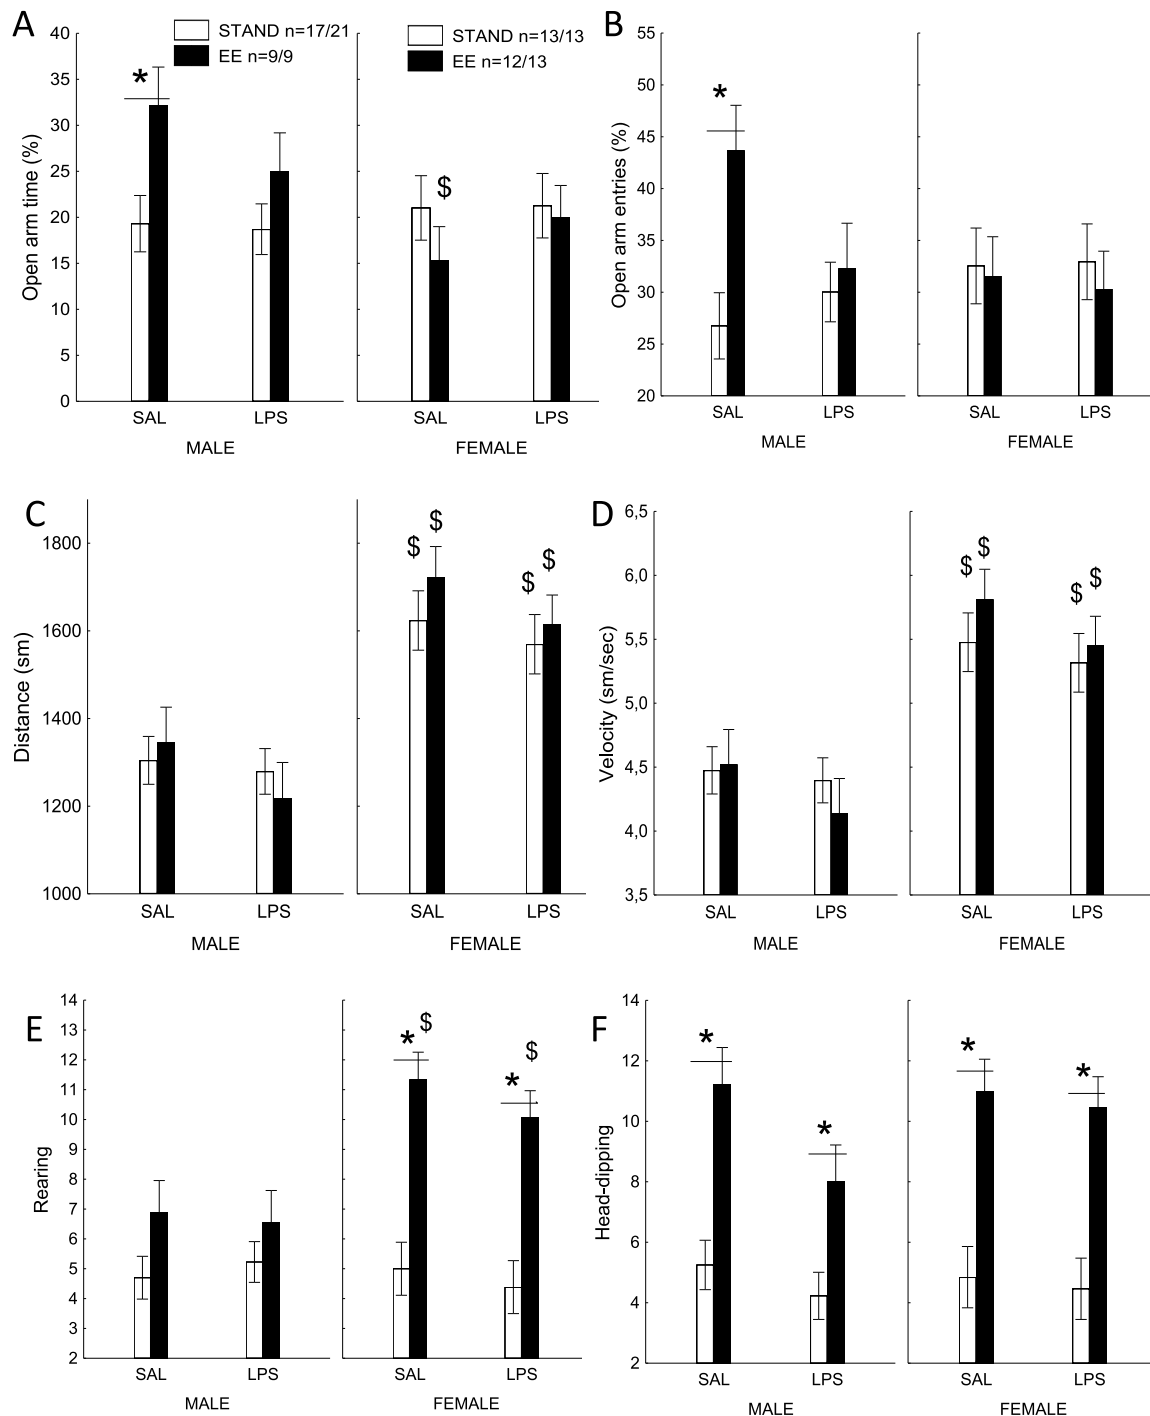 A
STAND n=17/21
EE n=9/9
STAND n=13/13
EE n=12/13
Open arm time (%)
40
35
30
25
20
15
10
5
0
*
$
SAL
LPS
SAL
LPS
MALE
FEMALE
B
Open arm entries (%)
55
50
45
40
35
30
25
20
*
SAL
LPS
SAL
LPS
MALE
FEMALE
C
Distance (sm)
1800
1600
1400
1200
1000
$ $
$ $
SAL
LPS
SAL
LPS
MALE
FEMALE
D
Velocity (sm/sec)
6,5
6,0
5,5
5,0
4,5
4,0
3,5
$ $
$ $
SAL
LPS
SAL
LPS
MALE
FEMALE
E
Rearing
14
13
12
11
10
9
8
7
6
5
4
3
2
* $
* $
SAL
LPS
SAL
LPS
MALE
FEMALE
F
Head-dipping
14
12
10
8
6
4
2
*
*
*
*
SAL
LPS
SAL
LPS
MALE
FEMALE